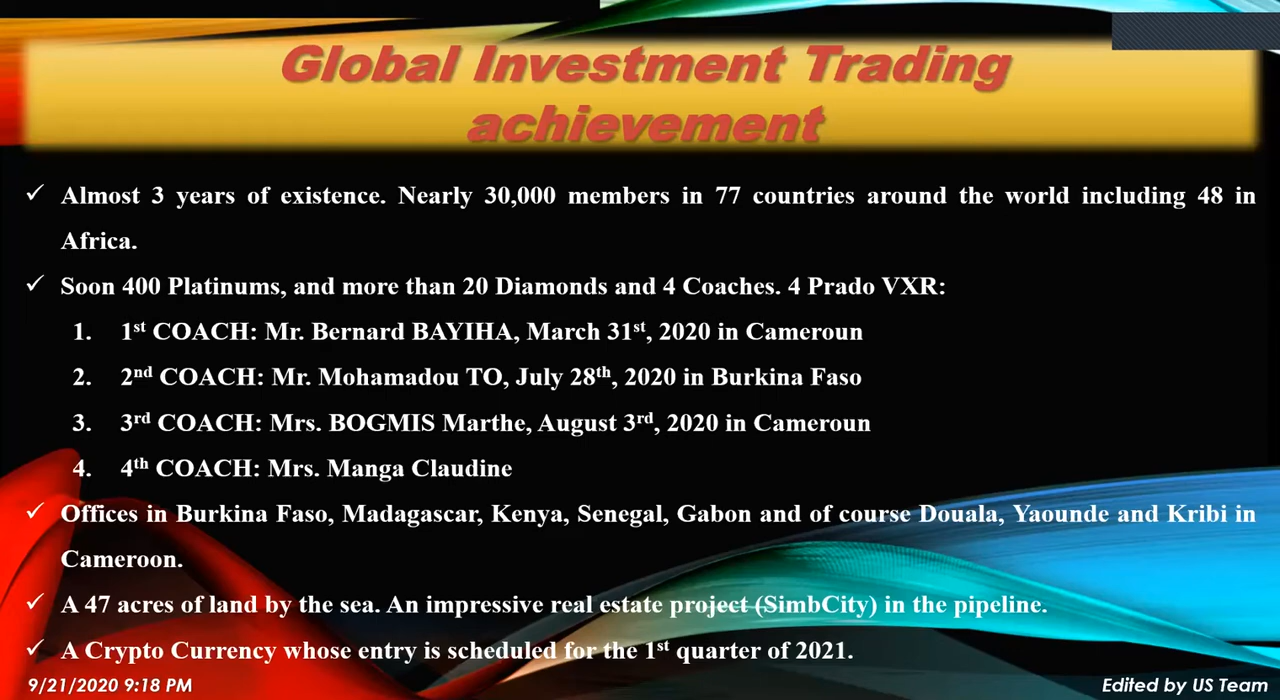 Global Investment Trading
achievement
✓ Almost 3 years of existence. Nearly 30,000 members in 77 countries around the world including 48 in
Africa.
✓ Soon 400 Platinums, and more than 20 Diamonds and 4 Coaches. 4 Prado VXR:
1. 1st COACH: Mr. Bernard BAYIHA, March 31st, 2020 in Cameroun
2. 2nd COACH: Mr. Mohamadou TO, July 28th, 2020 in Burkina Faso
3. 3rd COACH: Mrs. BOGMIS Marthe, August 3rd, 2020 in Cameroun
4. 4th COACH: Mrs. Manga Claudine
✓ Offices in Burkina Faso, Madagascar, Kenya, Senegal, Gabon and of course Douala, Yaounde and Kribi in
Cameroon.
✓ A 47 acres of land by the sea. An impressive real estate project (SimbCity) in the pipeline.
✓ A Crypto Currency whose entry is scheduled for the 1st quarter of 2021.
9/21/2020 9:18 PM
Edited by US Team